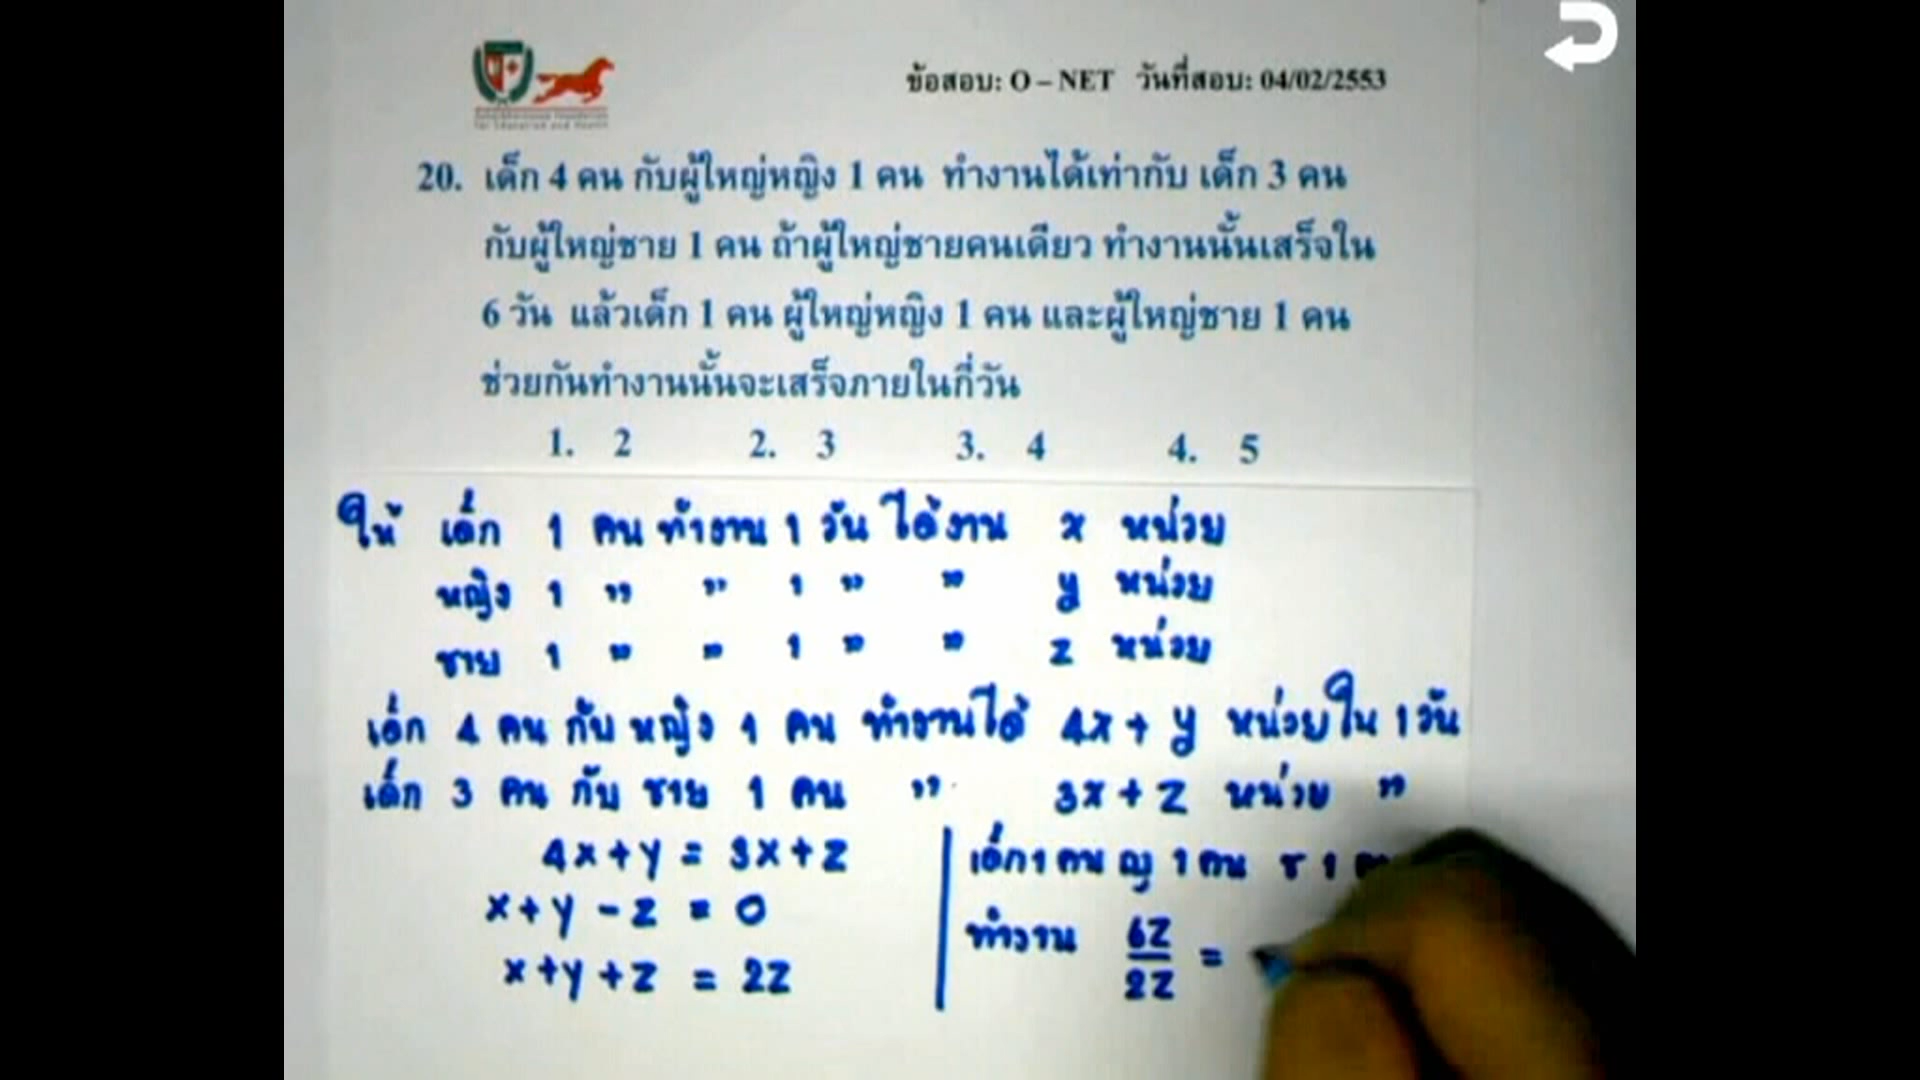 ข้อสอบ: O – NET วันที่สอบ: 04/02/2553
20. เด็ก 4 คน กับผู้ใหญ่หญิง 1 คน ทำงานได้เท่ากับ เด็ก 3 คน
กับผู้ใหญ่ชาย 1 คน ถ้าผู้ใหญ่ชายคนเดียว ทำงานนั้นเสร็จใน
6 วัน แล้วเด็ก 1 คน ผู้ใหญ่หญิง 1 คน และผู้ใหญ่ชาย 1 คน
ช่วยกันทำงานนั้นจะเสร็จภายในกี่วัน
1. 2 2. 3 3. 4 4. 5
ให้ เด็ก 1 คน ทำงาน 1 วัน ได้งาน x หน่วย
หญิง 1 " " 1 " " y หน่วย
ชาย 1 " " 1 " " z หน่วย
เด็ก 4 คน กับ หญิง 1 คน ทำงานได้ 4x + y หน่วยใน 1 วัน
เด็ก 3 คน กับ ชาย 1 คน " 3x + z หน่วย "
4x + y = 3x + z
x + y - z = 0
x + y + z = 2z
เด็ก 1 คน ญ 1 คน ช 1
ทำงาน 6z/2z =